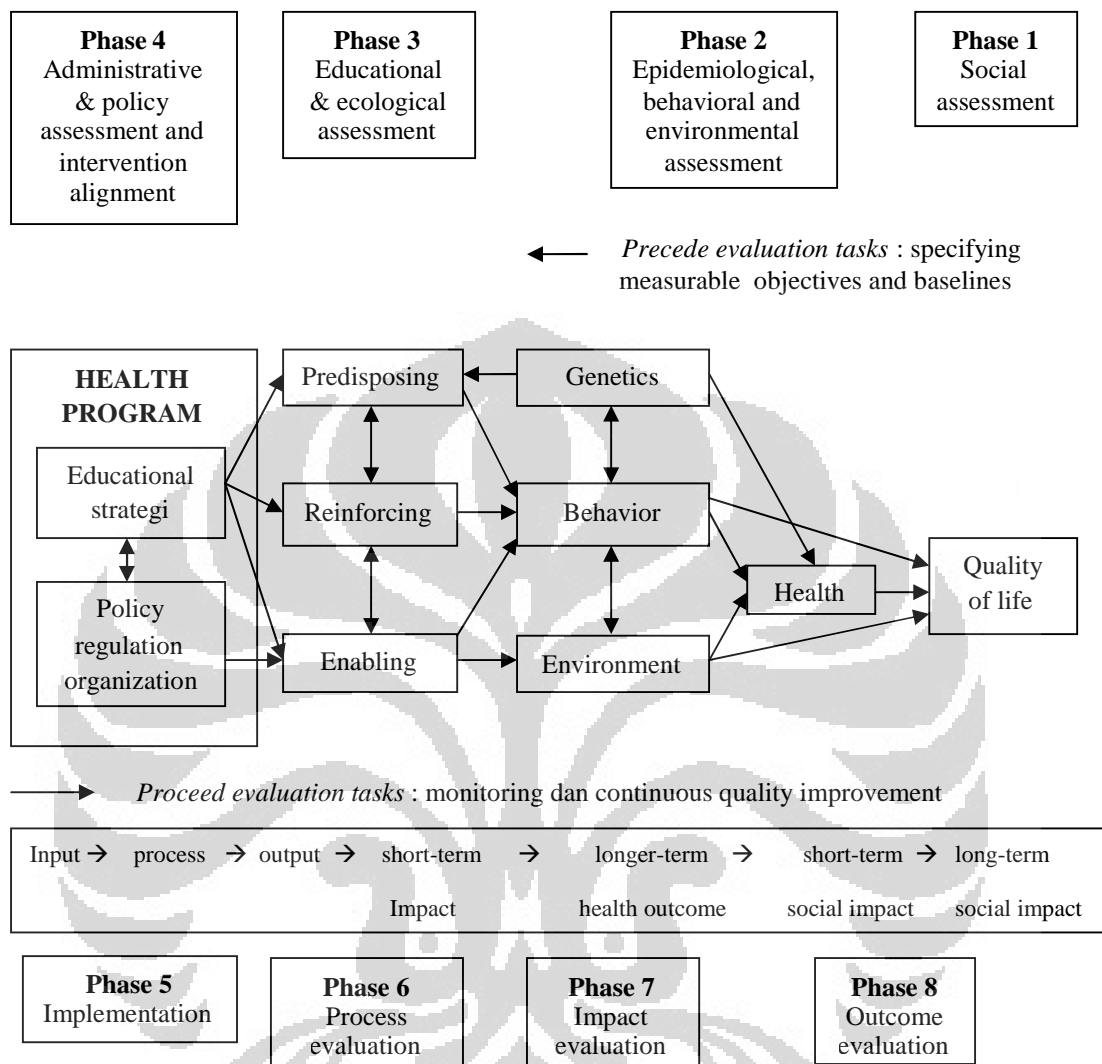 Phase 4
Administrative
& policy
assessment and
intervention
alignment
Phase 3
Educational
& ecological
assessment
Phase 2
Epidemiological,
behavioral and
environmental
assessment
Phase 1
Social
assessment
Precede evaluation tasks : specifying
measurable objectives and baselines
HEALTH
PROGRAM
Educational
strategi
Policy
regulation
organization
Predisposing
Reinforcing
Enabling
Genetics
Behavior
Environment
Health
Quality
of life
Proceed evaluation tasks : monitoring dan continuous quality improvement
Input → process → output → short-term → longer-term → short-term → long-term
Impact health outcome social impact social impact
Phase 5
Implementation
Phase 6
Process
evaluation
Phase 7
Impact
evaluation
Phase 8
Outcome
evaluation